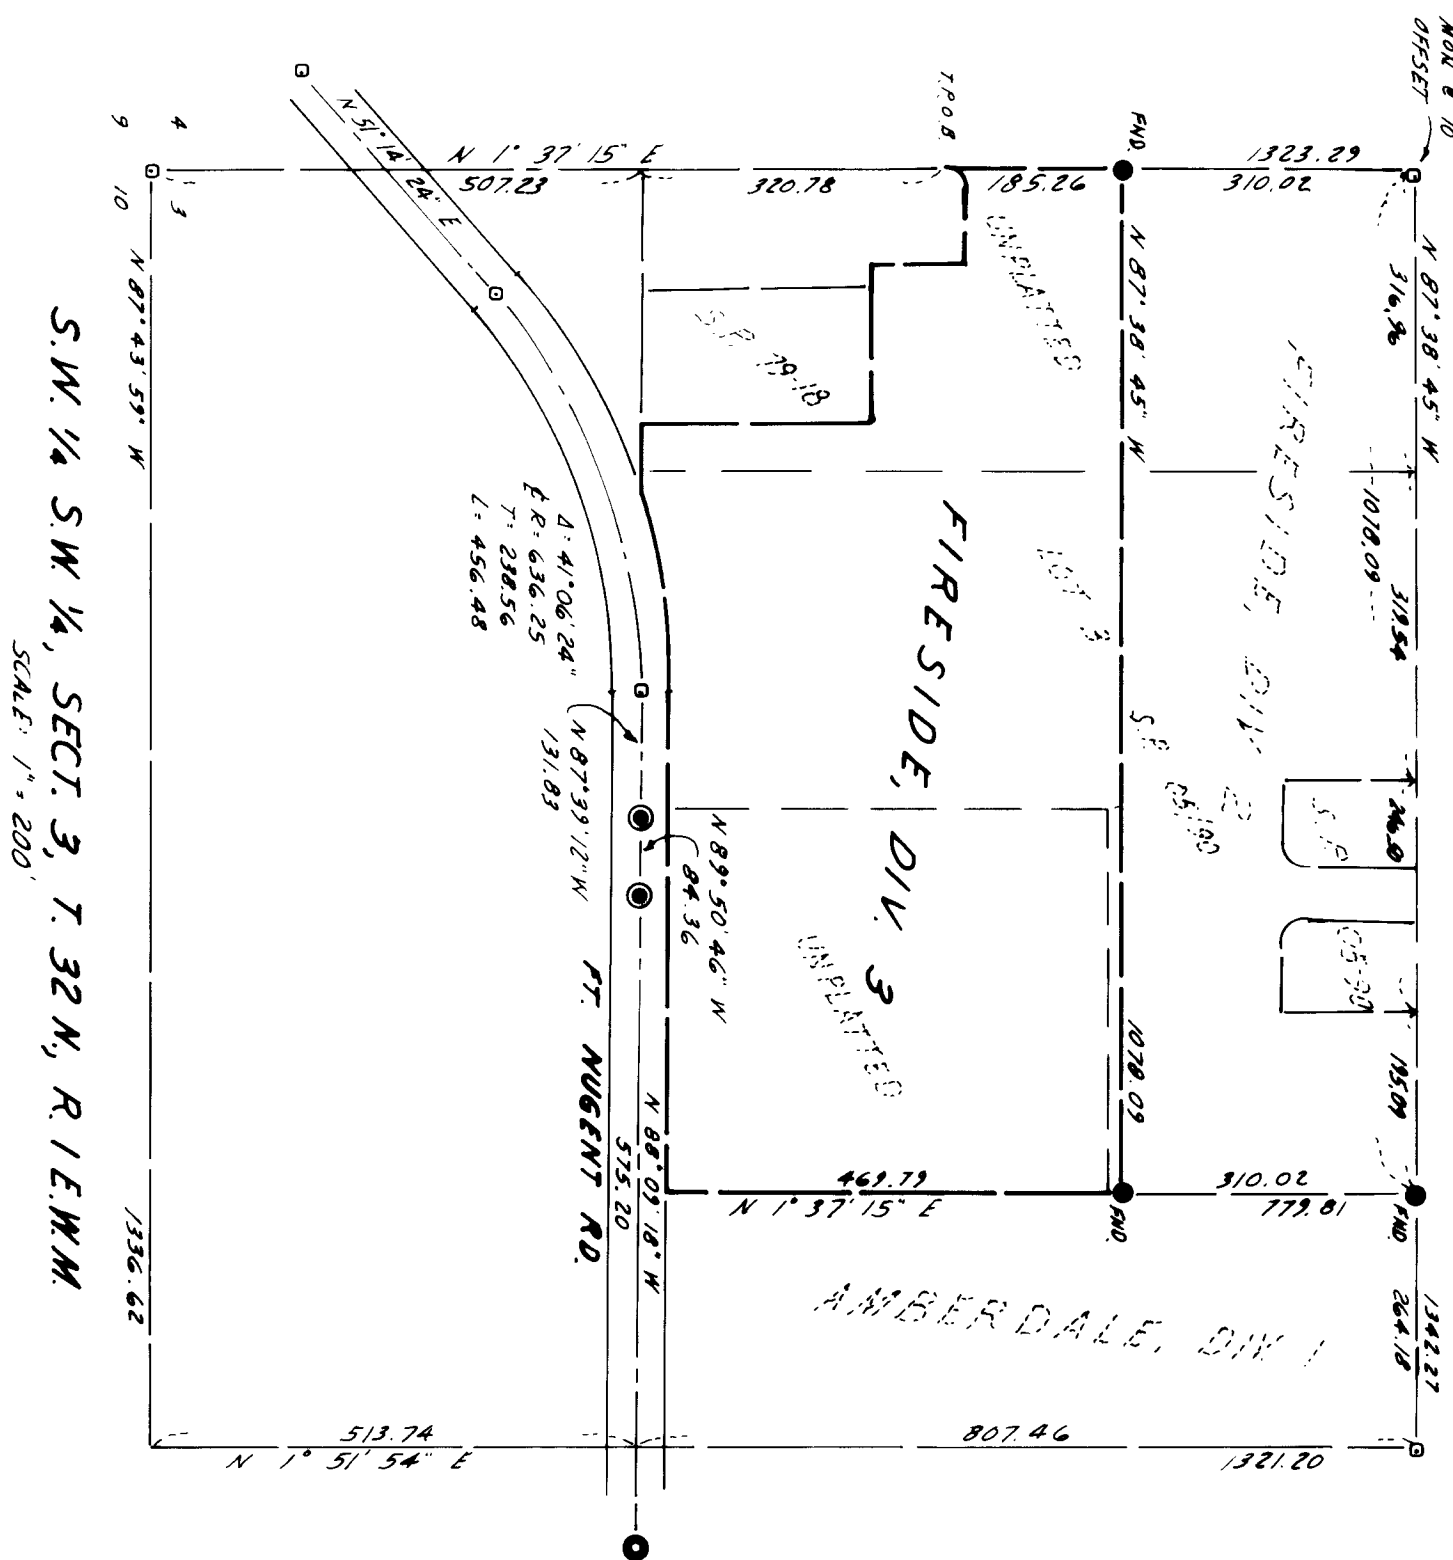 MON @ 10
OFFSET
T.P.O.B.
FND.
4
9
3
10
N 51° 14' 24" E
N 1° 37' 15" E
507.23
320.78
185.26
1323.29
310.02
N 87° 38' 45" W
316.96
1078.09
319.54
246.50
195.09
FND.
1342.27
264.18
N 87° 38' 45" W
1078.09
FND.
UNPLATTED
S.P. 79-118
FIRESIDE, DIV. 2
LOT 3
S.P.
S.P.
FIRESIDE, DIV. 3
UNPLATTED
Δ= 41° 06' 24"
℄ R= 636.25
T= 238.56
L= 456.48
N 87° 39' 12" W
131.83
N 89° 50' 46" W
84.36
FT. NUGENT RD.
N 88° 09' 18" W
575.20
469.79
N 1° 37' 15" E
310.02
779.81
AMBERDALE, DIV. 1
513.74
N 1° 51' 54" E
807.46
1321.20
N 87° 43' 59" W
1336.62
S.W. 1/4 S.W. 1/4, SECT. 3, T. 32 N., R. 1 E.W.M.
SCALE: 1" = 200'